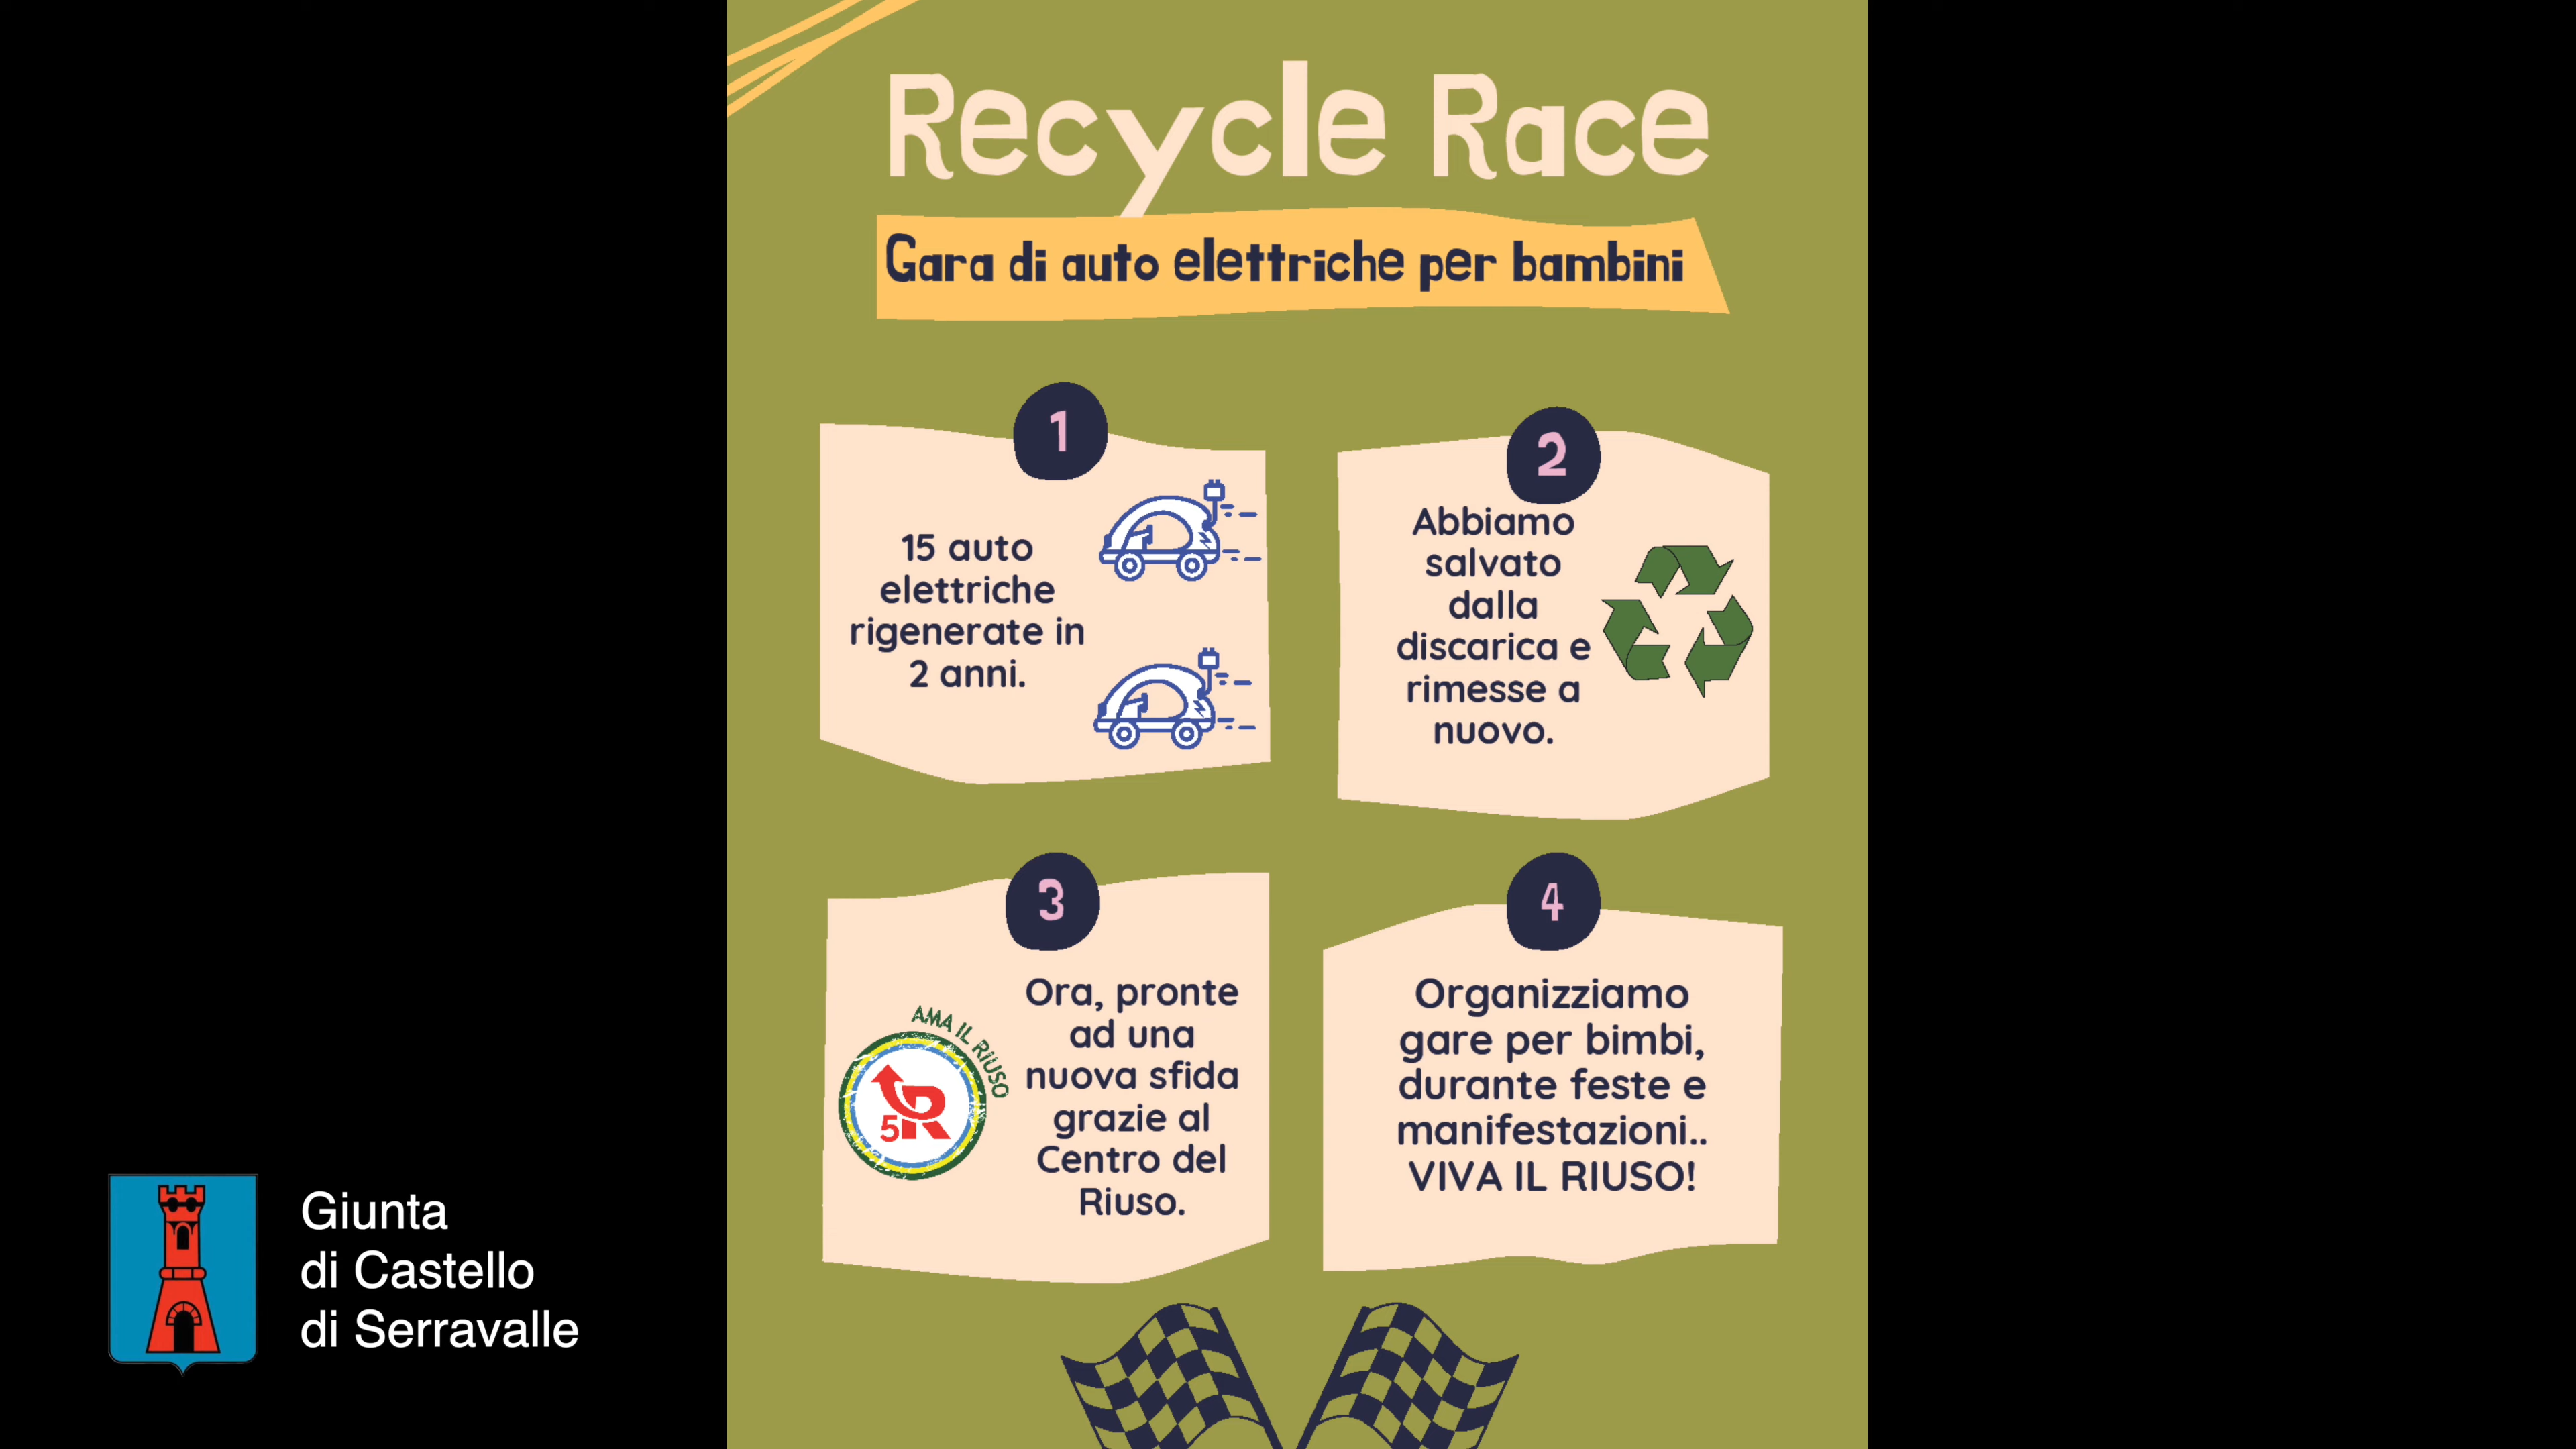 Recycle Race
Gara di auto elettriche per bambini
1
15 auto
elettriche
rigenerate in
2 anni.
2
Abbiamo
salvato
dalla
discarica e
rimesse a
nuovo.
3
AMA IL RIUSO
5R
Ora, pronte
ad una
nuova sfida
grazie al
Centro del
Riuso.
4
Organizziamo
gare per bimbi,
durante feste e
manifestazioni..
VIVA IL RIUSO!
Giunta
di Castello
di Serravalle